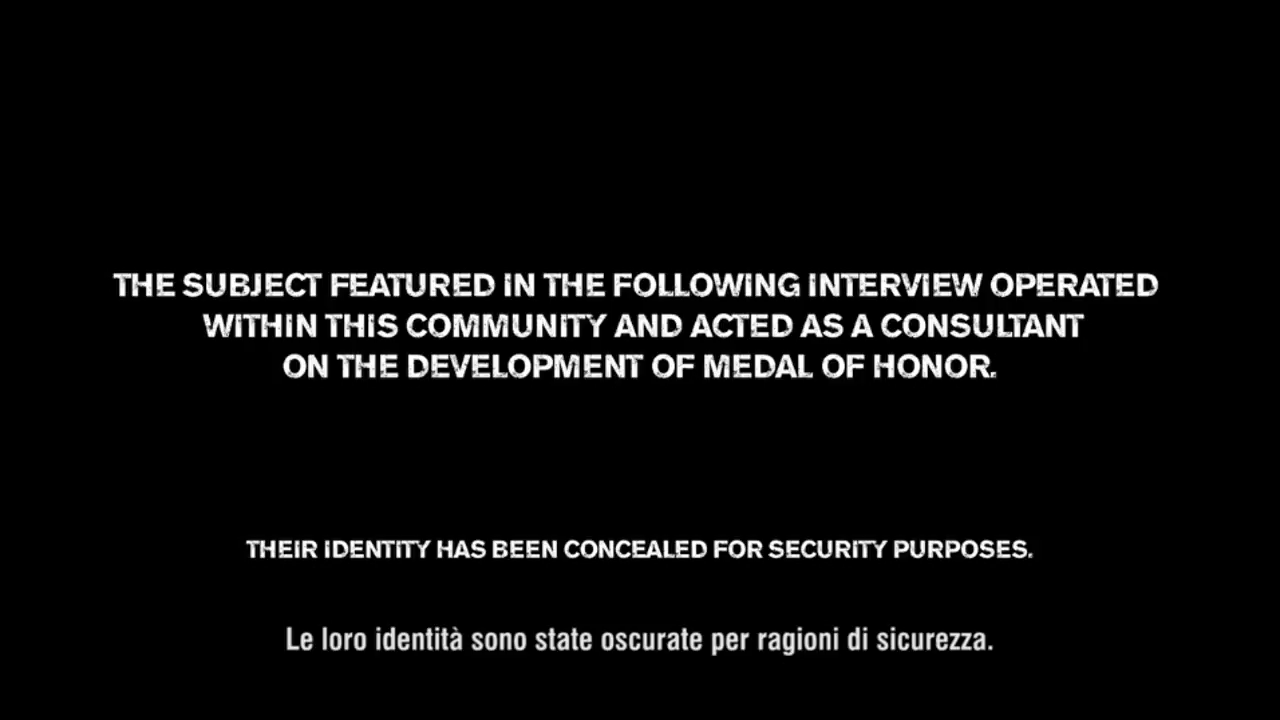 THE SUBJECT FEATURED IN THE FOLLOWING INTERVIEW OPERATED
WITHIN THIS COMMUNITY AND ACTED AS A CONSULTANT
ON THE DEVELOPMENT OF MEDAL OF HONOR.
THEIR IDENTITY HAS BEEN CONCEALED FOR SECURITY PURPOSES.
Le loro identità sono state oscurate per ragioni di sicurezza.